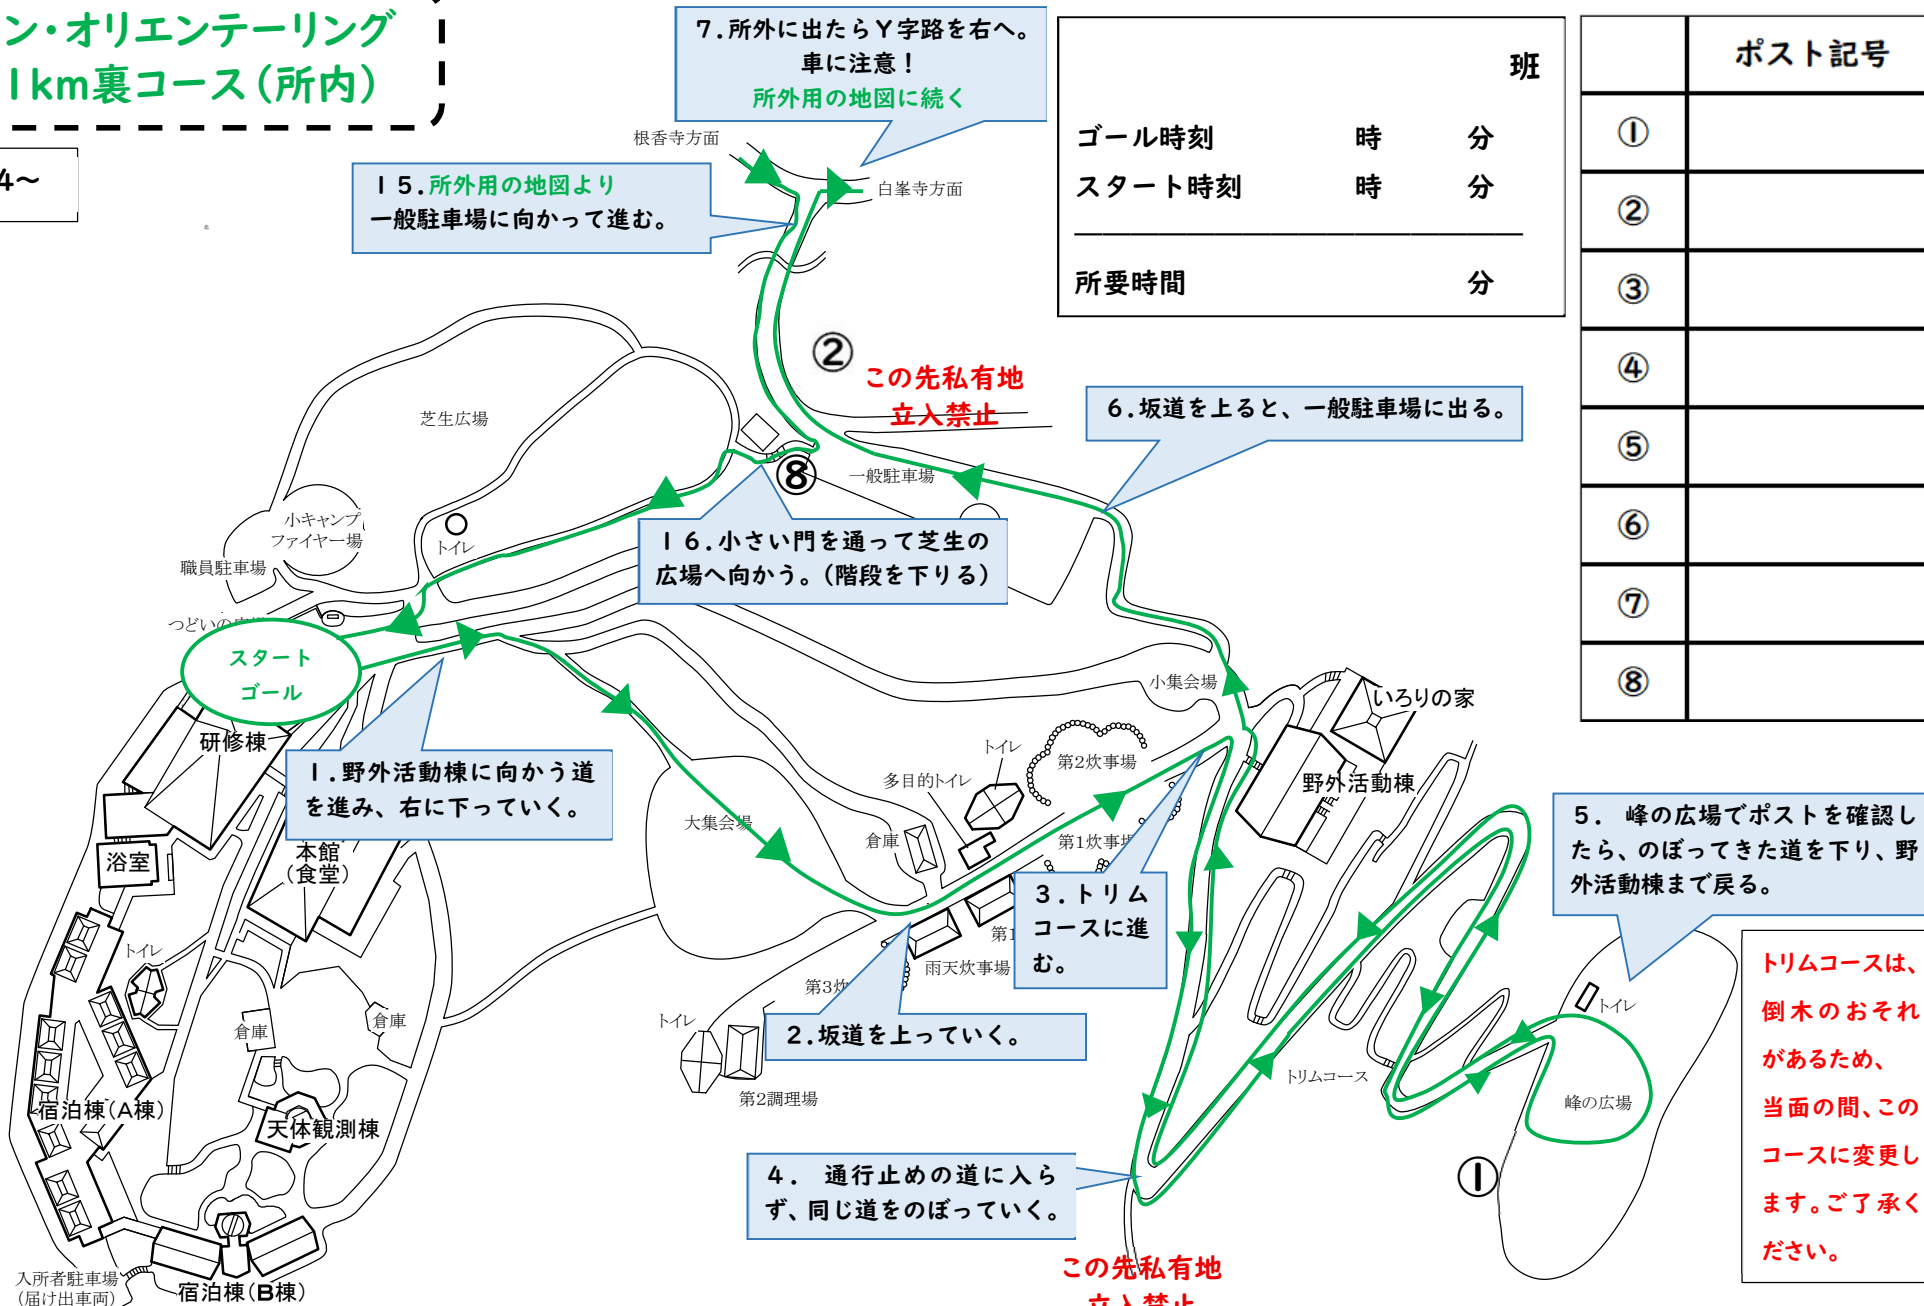 ン・オリエンテーリング
1km裏コース(所内)
4～
7.所外に出たらY字路を右へ。
車に注意！
所外用の地図に続く
班
ゴール時刻 時 分
スタート時刻 時 分
所要時間 分
ポスト記号
①
②
③
④
⑤
⑥
⑦
⑧
根香寺方面
白峯寺方面
15.所外用の地図より
一般駐車場に向かって進む。
②
この先私有地
立入禁止
6.坂道を上ると、一般駐車場に出る。
芝生広場
⑧
一般駐車場
小キャンプ
ファイヤー場
トイレ
職員駐車場
16.小さい門を通って芝生の
広場へ向かう。(階段を下りる)
つどいの
スタート
ゴール
小集会場
いろりの家
研修棟
1.野外活動棟に向かう道
を進み、右に下っていく。
トイレ
第2炊事場
多目的トイレ
野外活動棟
大集会場
倉庫
第1炊事場
本館
(食堂)
浴室
3.トリム
コースに進
む。
5. 峰の広場でポストを確認し
たら、のぼってきた道を下り、野
外活動棟まで戻る。
第1
雨天炊事場
第3炊
トイレ
2.坂道を上っていく。
トイレ
第2調理場
倉庫
倉庫
トイレ
トリムコース
峰の広場
宿泊棟(A棟)
天体観測棟
①
4. 通行止めの道に入ら
ず、同じ道をのぼっていく。
トリムコースは、
倒木のおそれ
があるため、
当面の間、この
コースに変更し
ます。ご了承く
ださい。
この先私有地
立入禁止
入所者駐車場
(届け出車両)
宿泊棟(B棟)